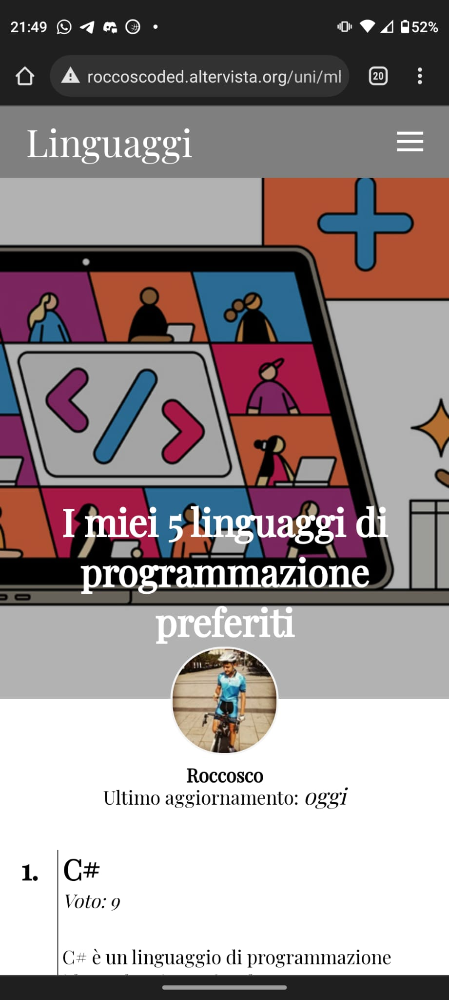 21:49
52%
roccoscoded.altervista.org/uni/ml
20
Linguaggi
I miei 5 linguaggi di
programmazione
preferiti
Roccosco
Ultimo aggiornamento: oggi
1.
C#
Voto: 9
C# è un linguaggio di programmazione